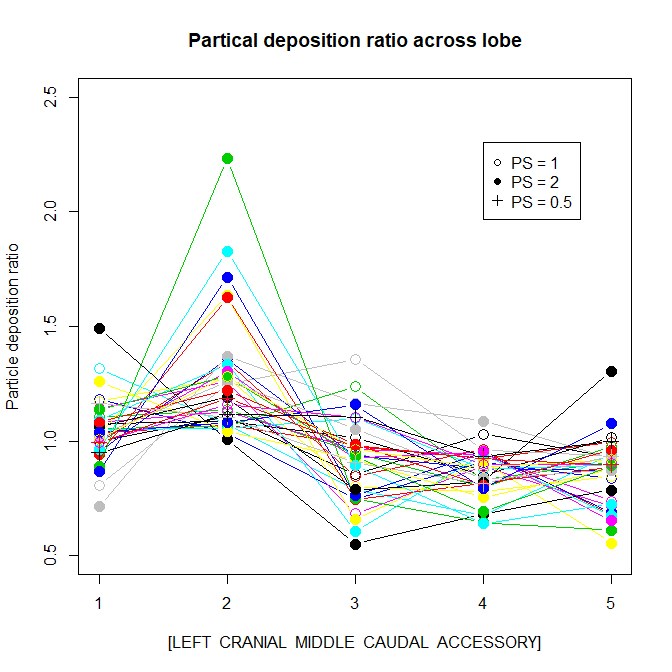 Partical deposition ratio across lobe
Particle deposition ratio
2.5
2.0
1.5
1.0
0.5
PS = 1
PS = 2
PS = 0.5
1 2 3 4 5
[LEFT CRANIAL MIDDLE CAUDAL ACCESSORY]